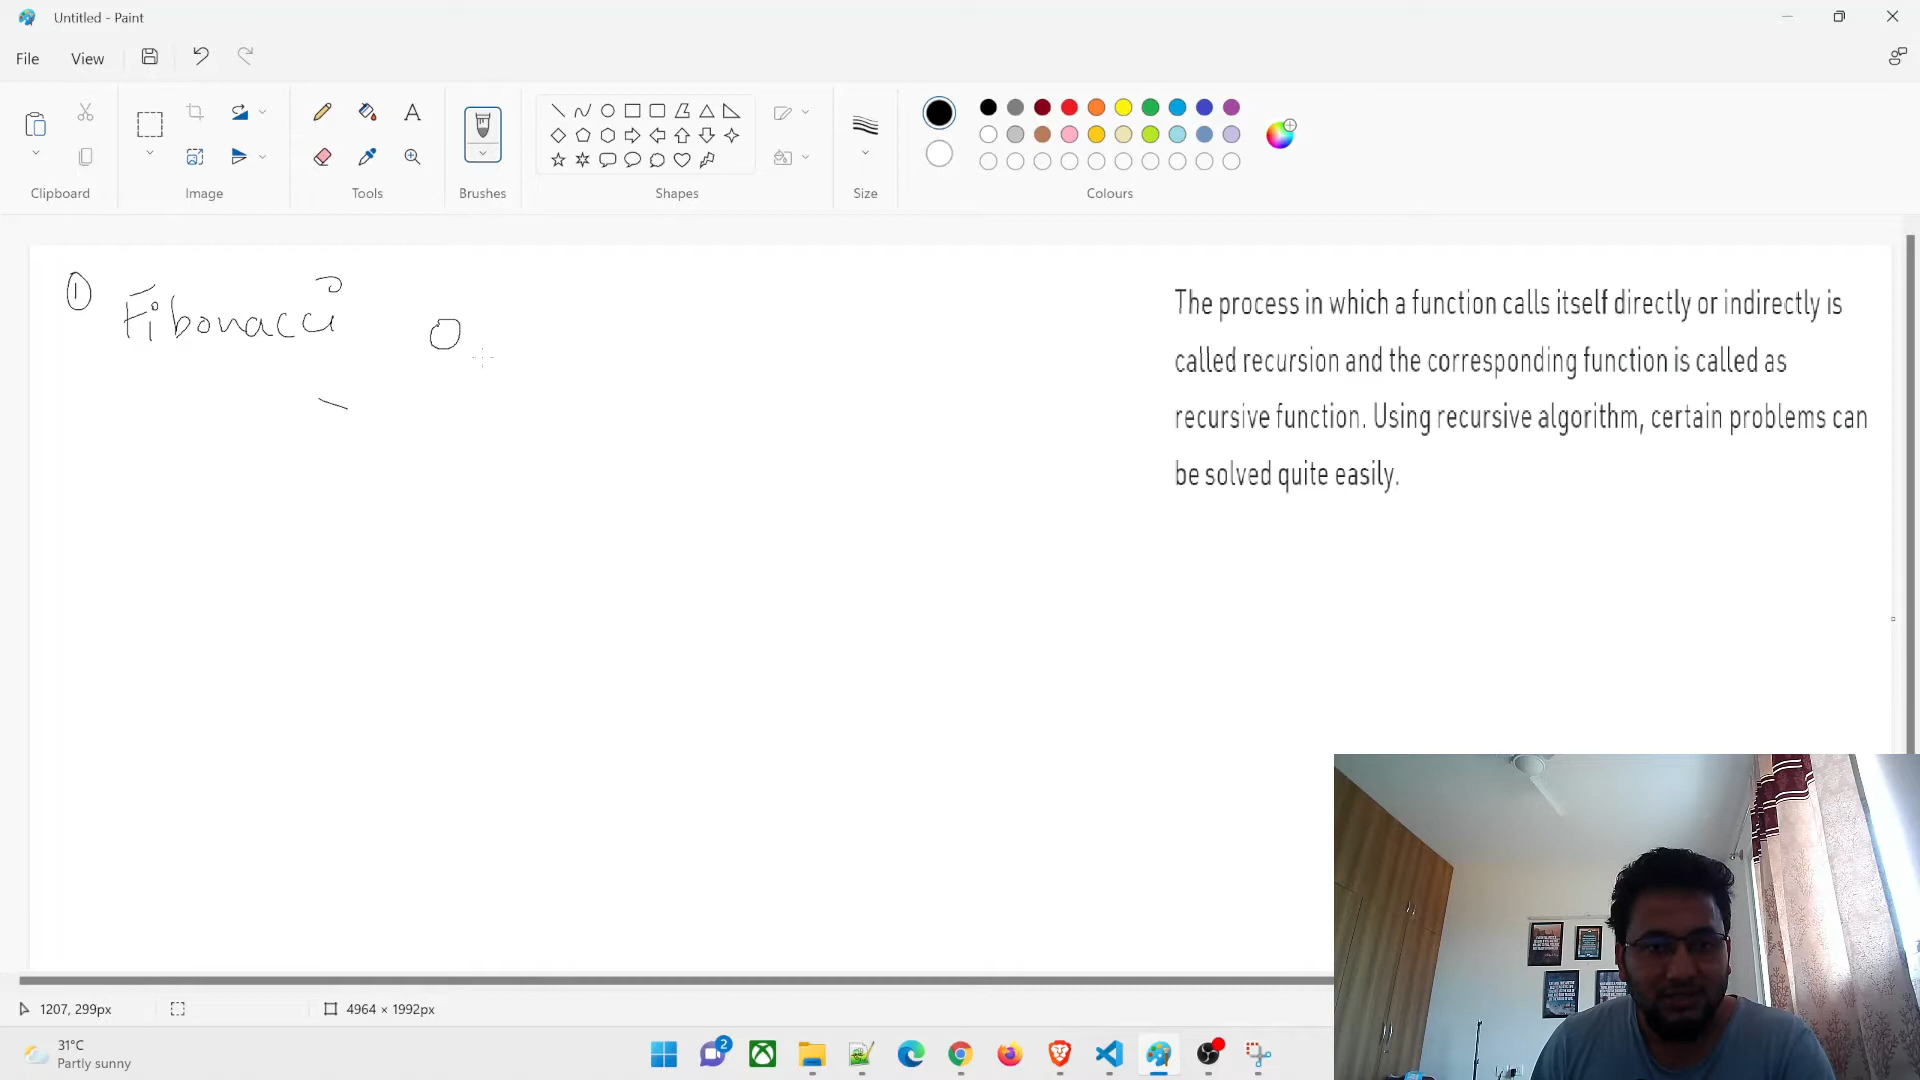 Untitled - Paint
File View
Clipboard
Image
Tools
Brushes
Shapes
Size
Colours
A
① Fibonacci
0
The process in which a function calls itself directly or indirectly is
called recursion and the corresponding function is called as
recursive function. Using recursive algorithm, certain problems can
be solved quite easily.
1207, 299px
4964 × 1992px
31°C
Partly sunny
2